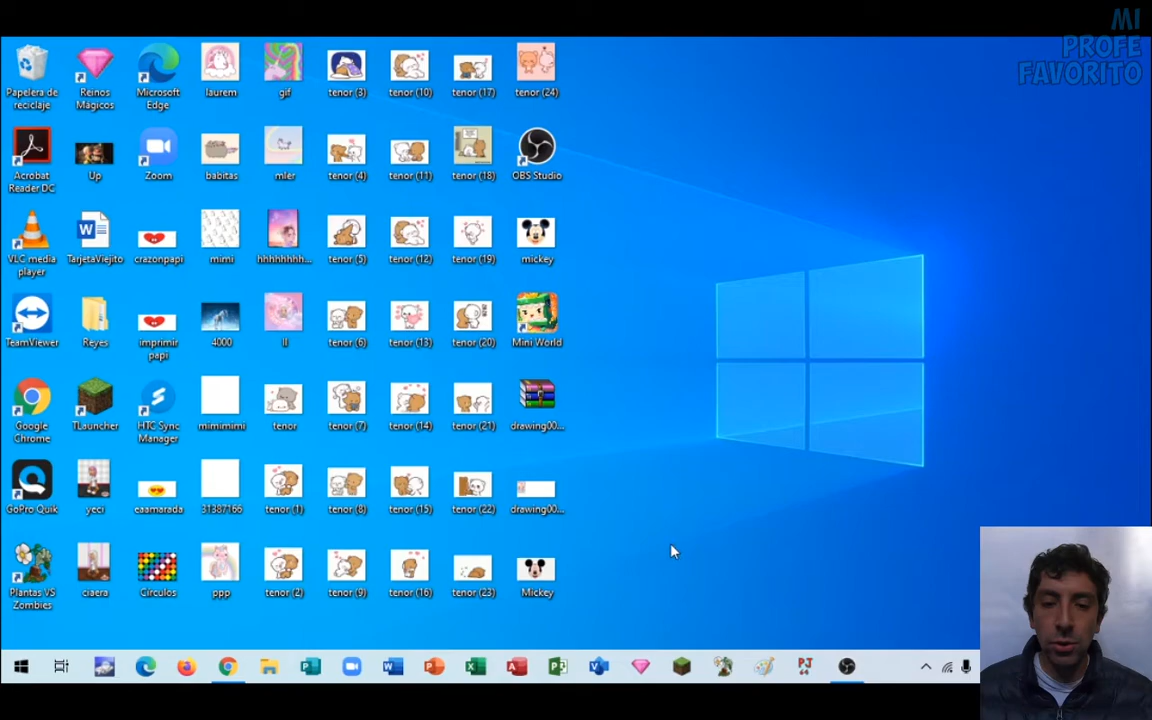 MI
PROFE
FAVORITO
Papelera de
reciclaje
Reinos
Mágicos
Microsoft
Edge
laurem
gif
tenor (3)
tenor (10)
tenor (17)
tenor (24)
Acrobat
Reader DC
Up
Zoom
babitas
mler
tenor (4)
tenor (11)
tenor (18)
OBS Studio
VLC media
player
TarjetaViejito
crazonpapi
mimi
hhhhhhhh...
tenor (5)
tenor (12)
tenor (19)
mickey
TeamViewer
Reyes
imprimir
papi
4000
ll
tenor (6)
tenor (13)
tenor (20)
Mini World
Google
Chrome
TLauncher
HTC Sync
Manager
mimimimi
tenor
tenor (7)
tenor (14)
tenor (21)
drawing00...
GoPro Quik
yeci
eaamarada
31387166
tenor (1)
tenor (8)
tenor (15)
tenor (22)
drawing00...
Plantas VS
Zombies
ciaera
Círculos
ppp
tenor (2)
tenor (9)
tenor (16)
tenor (23)
Mickey